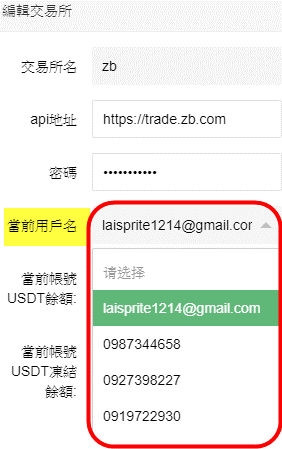 編輯交易所
交易所名 zb
api地址 https://trade.zb.com
密碼 •••••••••••
當前用戶名 laisprite1214@gmail.com
请选择
laisprite1214@gmail.com
當前帳號
USDT餘額:
0987344658
0927398227
當前帳號
USDT凍結
餘額:
0919722930